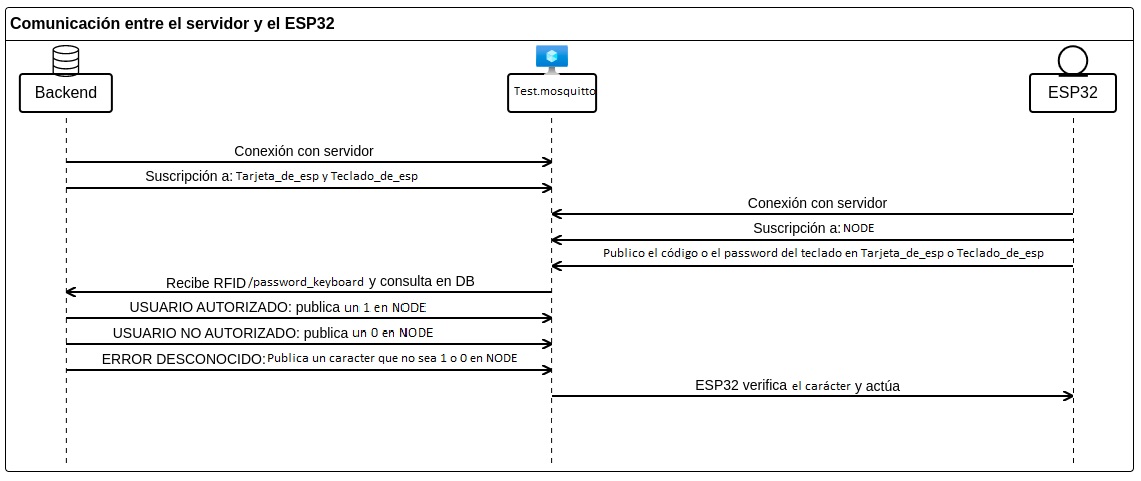 Comunicación entre el servidor y el ESP32
Backend
Test.mosquitto
ESP32
Conexión con servidor
Suscripción a: Tarjeta_de_esp y Teclado_de_esp
Conexión con servidor
Suscripción a: NODE
Publico el código o el password del teclado en Tarjeta_de_esp o Teclado_de_esp
Recibe RFID/password_keyboard y consulta en DB
USUARIO AUTORIZADO: publica un 1 en NODE
USUARIO NO AUTORIZADO: publica un 0 en NODE
ERROR DESCONOCIDO: Publica un caracter que no sea 1 o 0 en NODE
ESP32 verifica el carácter y actúa